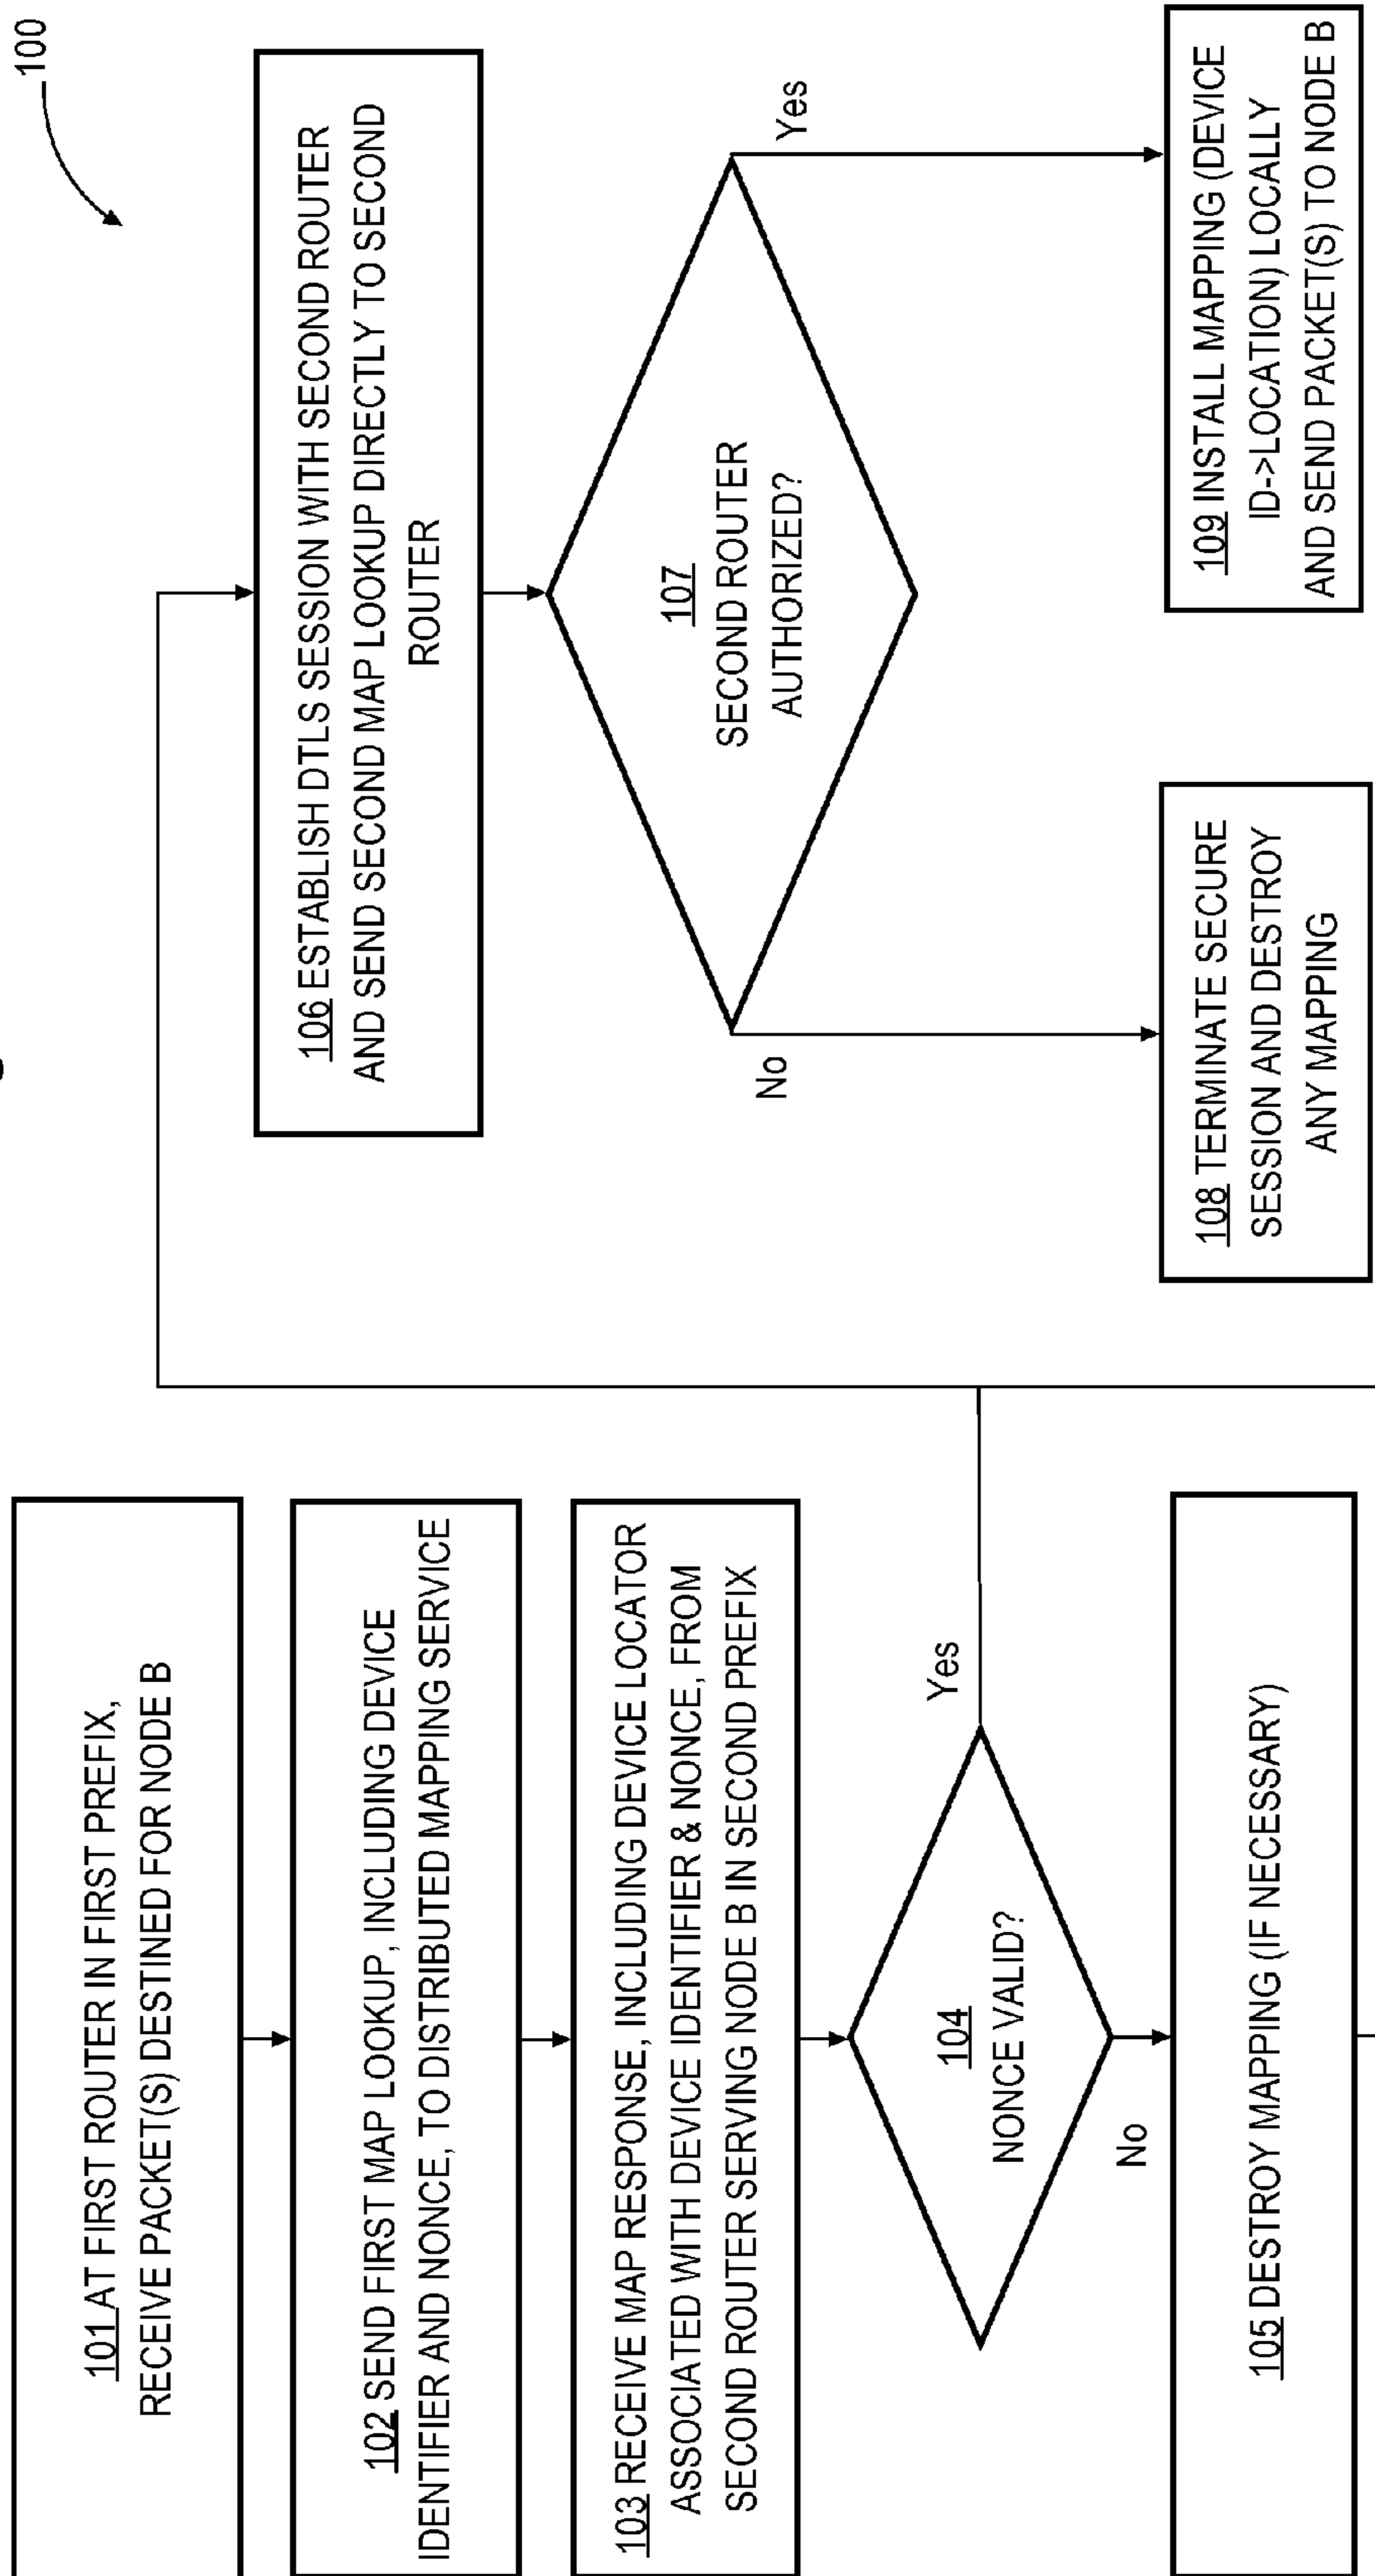 100
101 AT FIRST ROUTER IN FIRST PREFIX,
RECEIVE PACKET(S) DESTINED FOR NODE B
102 SEND FIRST MAP LOOKUP, INCLUDING DEVICE
IDENTIFIER AND NONCE, TO DISTRIBUTED MAPPING SERVICE
103 RECEIVE MAP RESPONSE, INCLUDING DEVICE LOCATOR
ASSOCIATED WITH DEVICE IDENTIFIER & NONCE, FROM
SECOND ROUTER SERVING NODE B IN SECOND PREFIX
104
NONCE VALID?
Yes
No
105 DESTROY MAPPING (IF NECESSARY)
106 ESTABLISH DTLS SESSION WITH SECOND ROUTER
AND SEND SECOND MAP LOOKUP DIRECTLY TO SECOND
ROUTER
107
SECOND ROUTER
AUTHORIZED?
No
Yes
108 TERMINATE SECURE
SESSION AND DESTROY
ANY MAPPING
109 INSTALL MAPPING (DEVICE
ID->LOCATION) LOCALLY
AND SEND PACKET(S) TO NODE B